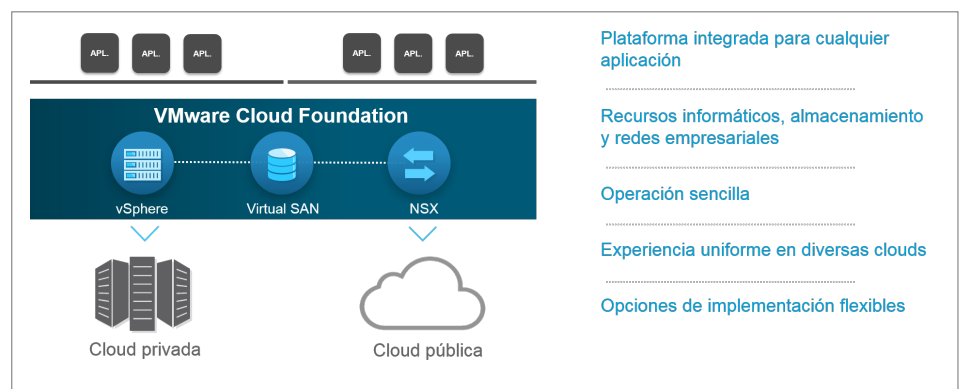 APL. APL. APL. APL. APL. APL.
VMware Cloud Foundation
vSphere Virtual SAN NSX
Cloud privada Cloud pública
Plataforma integrada para cualquier
aplicación
Recursos informáticos, almacenamiento
y redes empresariales
Operación sencilla
Experiencia uniforme en diversas clouds
Opciones de implementación flexibles